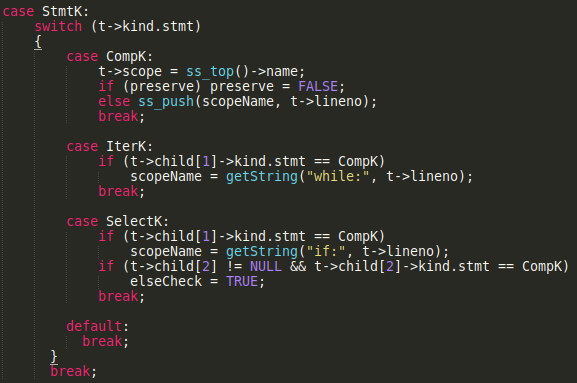 case StmtK:
switch (t->kind.stmt)
{
case CompK:
t->scope = ss_top()->name;
if (preserve) preserve = FALSE;
else ss_push(scopeName, t->lineno);
break;
case IterK:
if (t->child[1]->kind.stmt == CompK)
scopeName = getString("while:", t->lineno);
break;
case SelectK:
if (t->child[1]->kind.stmt == CompK)
scopeName = getString("if:", t->lineno);
if (t->child[2] != NULL && t->child[2]->kind.stmt == CompK)
elseCheck = TRUE;
break;
default:
break;
}
break;